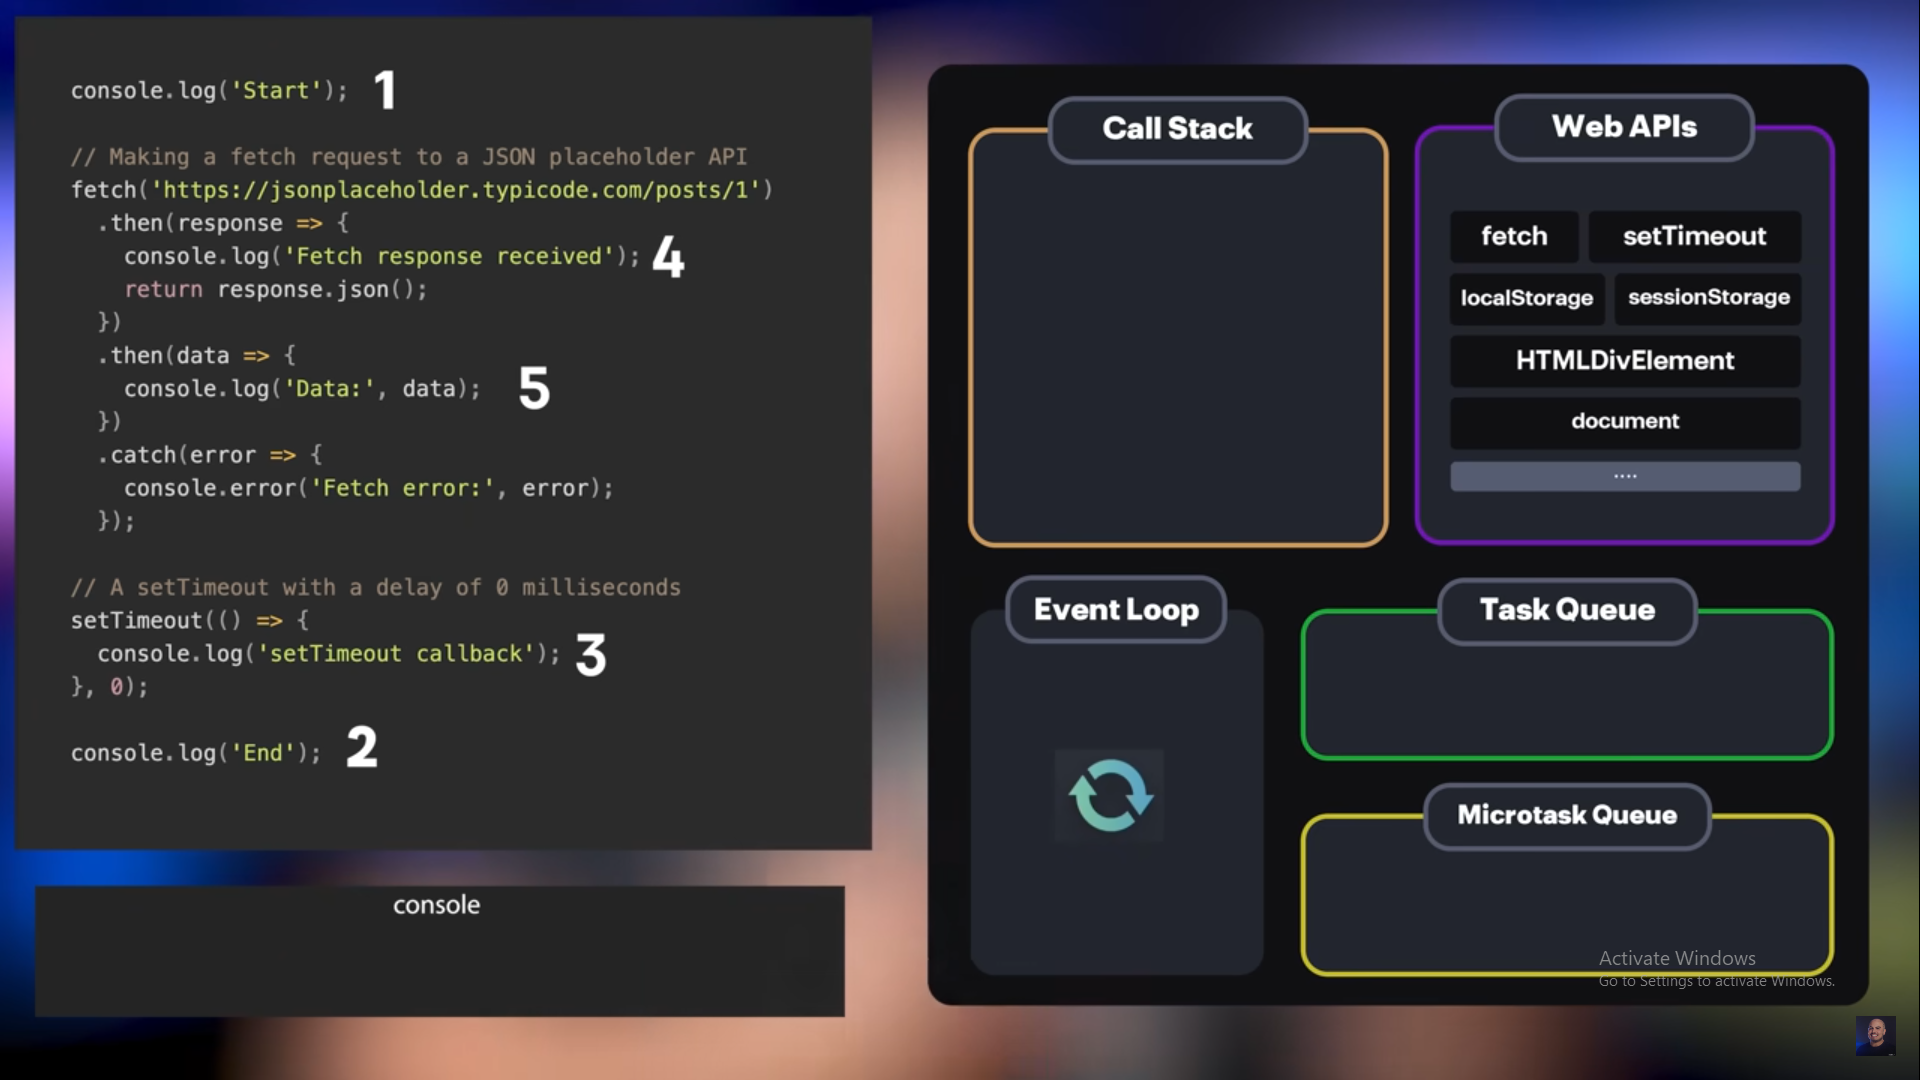 console.log('Start'); 1
// Making a fetch request to a JSON placeholder API
fetch('https://jsonplaceholder.typicode.com/posts/1')
  .then(response => {
    console.log('Fetch response received'); 4
    return response.json();
  })
  .then(data => {
    console.log('Data:', data); 5
  })
  .catch(error => {
    console.error('Fetch error:', error);
  });
// A setTimeout with a delay of 0 milliseconds
setTimeout(() => {
  console.log('setTimeout callback'); 3
}, 0);
console.log('End'); 2
console
Call Stack
Web APIs
fetch
setTimeout
localStorage
sessionStorage
HTMLDivElement
document
....
Event Loop
Task Queue
Microtask Queue
Activate Windows
Go to Settings to activate Windows.